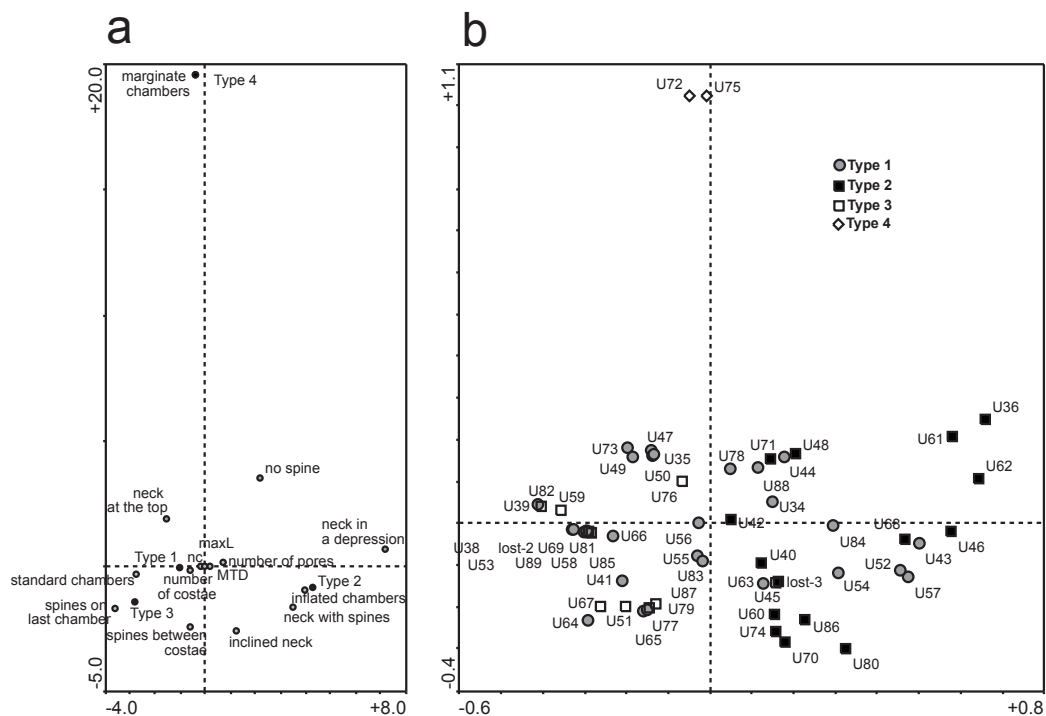 a
b
+20.0
-5.0
-4.0
+8.0
marginate
chambers
Type 4
no spine
neck
at the top
neck in
a depression
maxL
number of pores
Type 1
nc
MTD
standard chambers
number
of costae
Type 2
inflated chambers
spines on
last chamber
Type 3
neck with spines
spines between
costae
inclined neck
+1.1
-0.4
-0.6
+0.8
U72
U75
Type 1
Type 2
Type 3
Type 4
U36
U61
U62
U73
U47
U49
U50
U35
U71
U48
U78
U44
U76
U88
U82
U59
U39
U34
U42
U56
U68
U46
U84
U43
U38
lost-2
U69
U81
U66
U53
U89
U58
U85
U55
U83
U40
U52
U54
U57
U41
U63
lost-3
U45
U87
U67
U79
U64
U51
U77
U65
U60
U86
U74
U70
U80